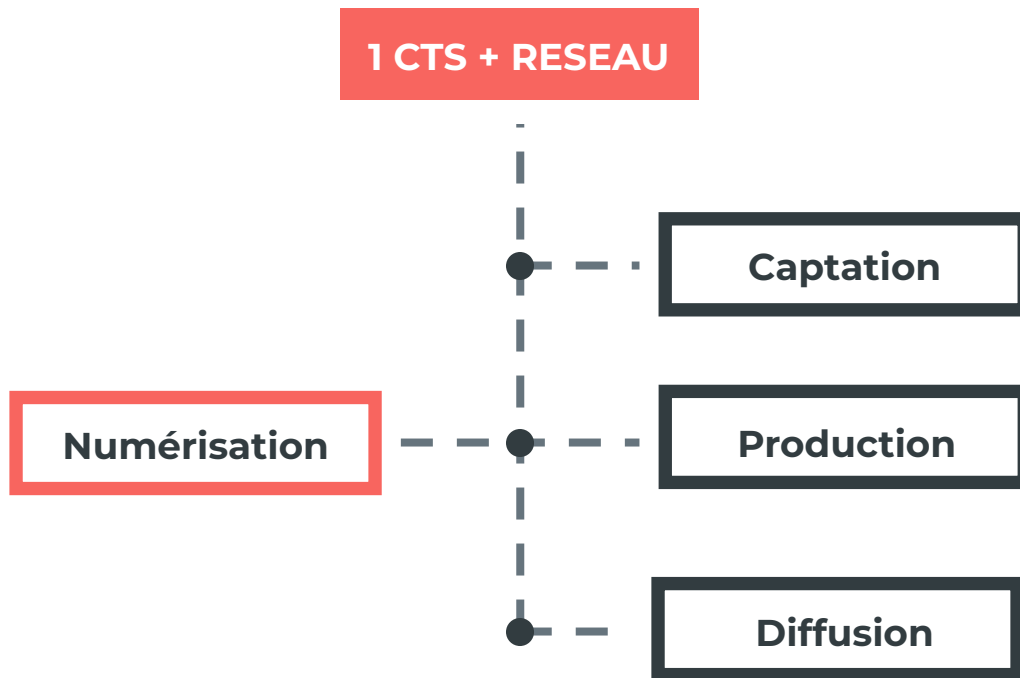 1 CTS + RESEAU
Captation
Numérisation
Production
Diffusion